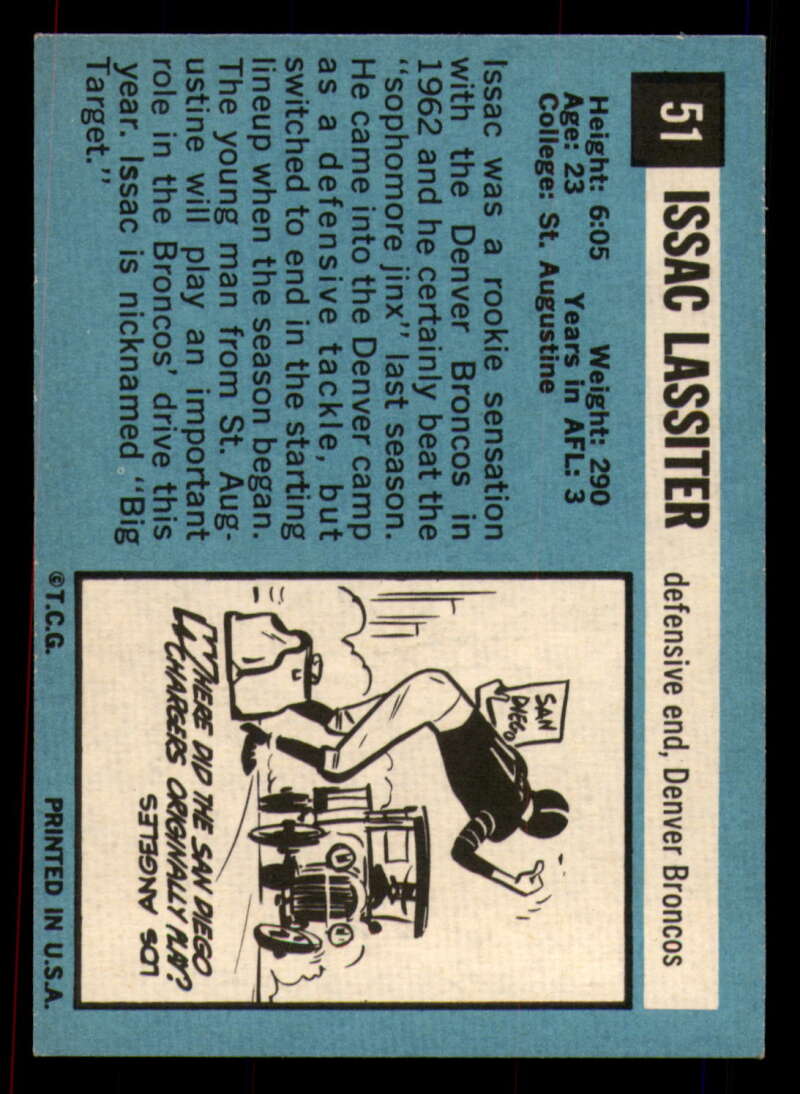 51
ISSAC LASSITER defensive end, Denver Broncos
Height: 6:05 Weight: 290
Age: 23 Years in AFL: 3
College: St. Augustine
Issac was a rookie sensation
with the Denver Broncos in
1962 and he certainly beat the
"sophomore jinx" last season.
He came into the Denver camp
as a defensive tackle, but
switched to end in the starting
lineup when the season began.
The young man from St. Aug-
ustine will play an important
role in the Broncos' drive this
year. Issac is nicknamed "Big
Target."
SAN
DIEGO
WHERE DID THE SAN DIEGO
CHARGERS ORIGINALLY PLAY?
LOS ANGELES
©T.C.G. PRINTED IN U.S.A.